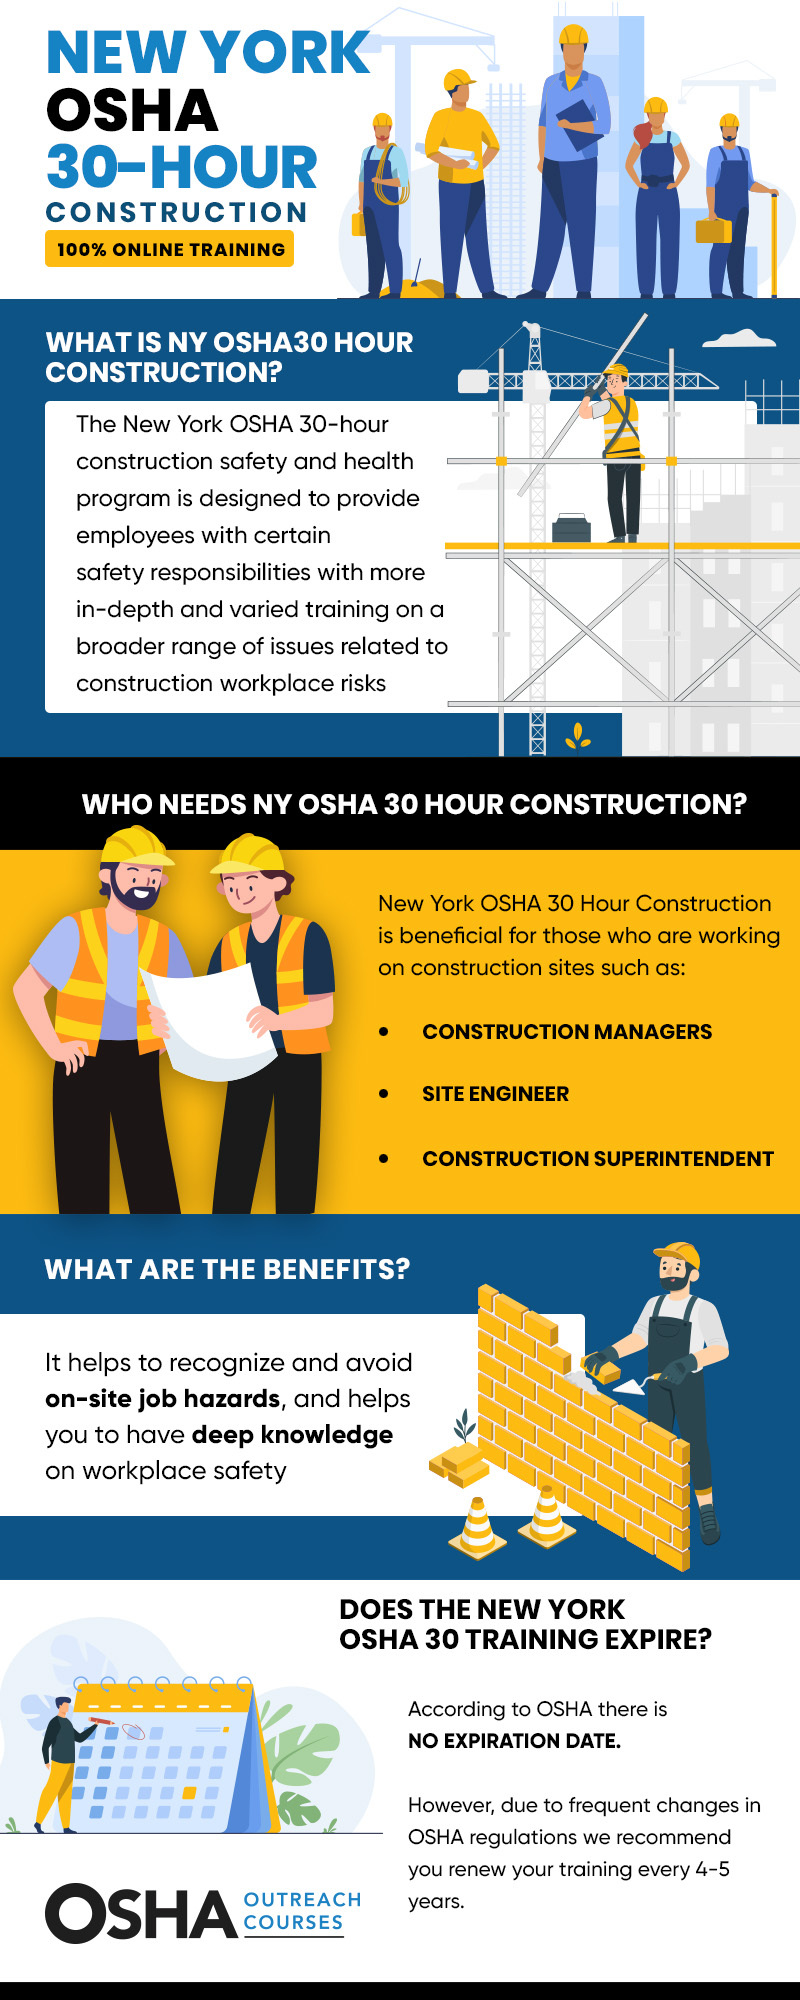 NEW YORK
OSHA
30-HOUR
CONSTRUCTION
100% ONLINE TRAINING
WHAT IS NY OSHA30 HOUR
CONSTRUCTION?
The New York OSHA 30-hour
construction safety and health
program is designed to provide
employees with certain
safety responsibilities with more
in-depth and varied training on a
broader range of issues related to
construction workplace risks
WHO NEEDS NY OSHA 30 HOUR CONSTRUCTION?
New York OSHA 30 Hour Construction
is beneficial for those who are working
on construction sites such as:
• CONSTRUCTION MANAGERS
• SITE ENGINEER
• CONSTRUCTION SUPERINTENDENT
WHAT ARE THE BENEFITS?
It helps to recognize and avoid
on-site job hazards, and helps
you to have deep knowledge
on workplace safety
DOES THE NEW YORK
OSHA 30 TRAINING EXPIRE?
According to OSHA there is
NO EXPIRATION DATE.
However, due to frequent changes in
OSHA regulations we recommend
you renew your training every 4-5
years.
OSHA OUTREACH
COURSES